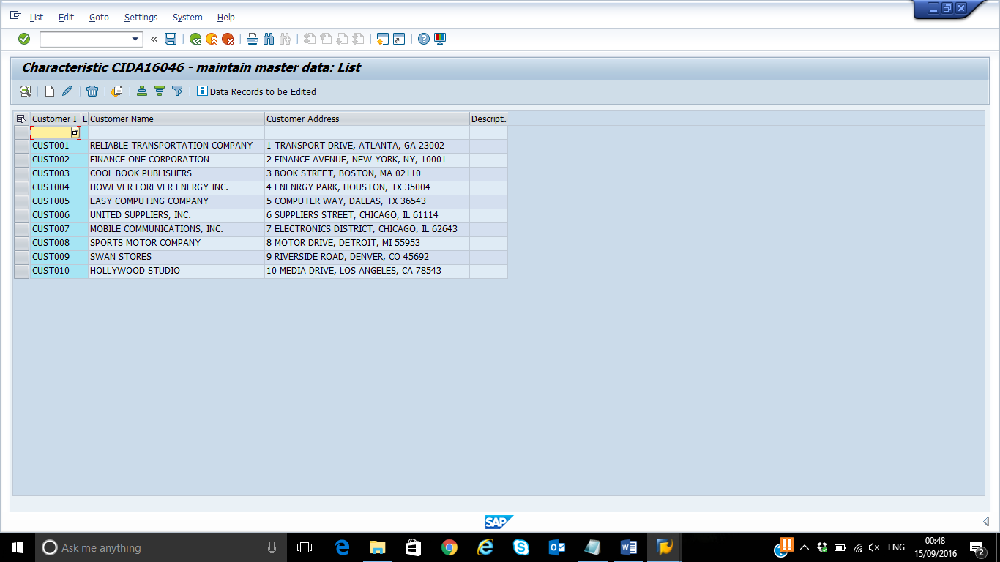 List Edit Goto Settings System Help
Characteristic CIDA16046 - maintain master data: List
Data Records to be Edited
Customer I L Customer Name Customer Address Descript.
CUST001 RELIABLE TRANSPORTATION COMPANY 1 TRANSPORT DRIVE, ATLANTA, GA 23002
CUST002 FINANCE ONE CORPORATION 2 FINANCE AVENUE, NEW YORK, NY, 10001
CUST003 COOL BOOK PUBLISHERS 3 BOOK STREET, BOSTON, MA 02110
CUST004 HOWEVER FOREVER ENERGY INC. 4 ENENRGY PARK, HOUSTON, TX 35004
CUST005 EASY COMPUTING COMPANY 5 COMPUTER WAY, DALLAS, TX 36543
CUST006 UNITED SUPPLIERS, INC. 6 SUPPLIERS STREET, CHICAGO, IL 61114
CUST007 MOBILE COMMUNICATIONS, INC. 7 ELECTRONICS DISTRICT, CHICAGO, IL 62643
CUST008 SPORTS MOTOR COMPANY 8 MOTOR DRIVE, DETROIT, MI 55953
CUST009 SWAN STORES 9 RIVERSIDE ROAD, DENVER, CO 45692
CUST010 HOLLYWOOD STUDIO 10 MEDIA DRIVE, LOS ANGELES, CA 78543
SAP
Ask me anything
ENG
00:48
15/09/2016
2